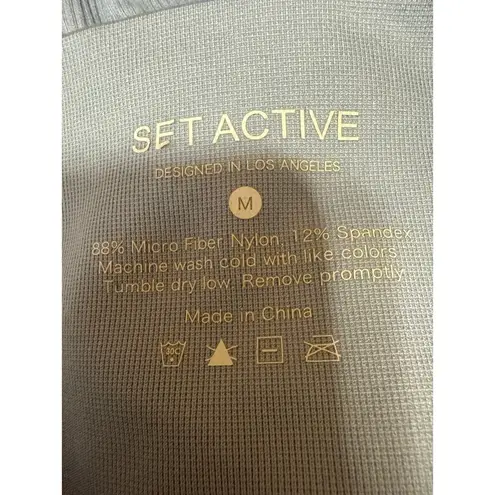 SET ACTIVE
DESIGNED IN LOS ANGELES
M
88% Micro Fiber Nylon, 12% Spandex
Machine wash cold with like colors
Tumble dry low Remove promptly
Made in China
30C